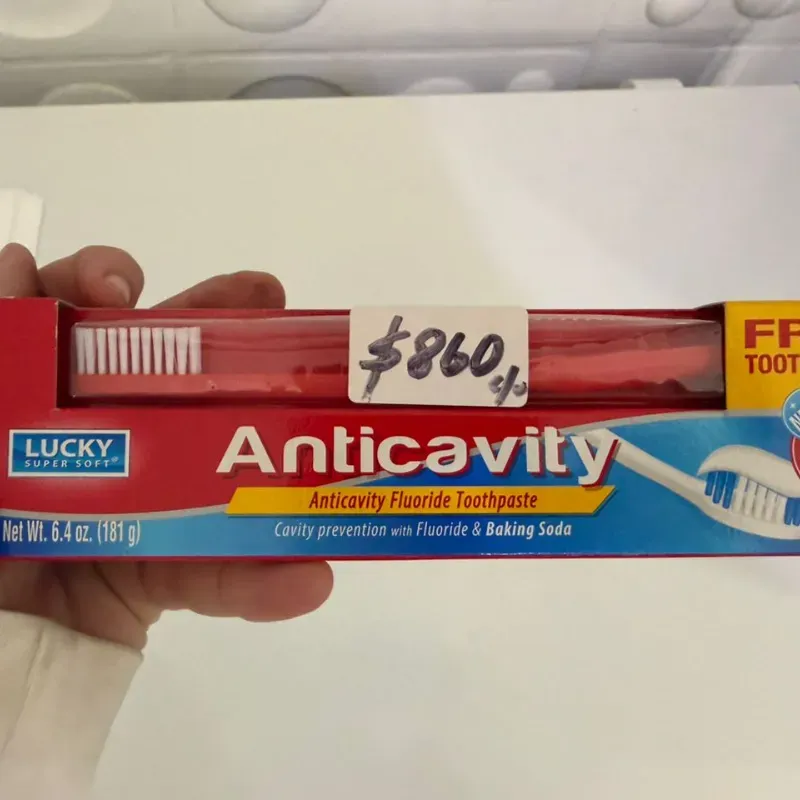 $860
LUCKY
SUPER SOFT®
Anticavity
Anticavity Fluoride Toothpaste
Cavity prevention with Fluoride & Baking Soda
Net Wt. 6.4 oz. (181 g)